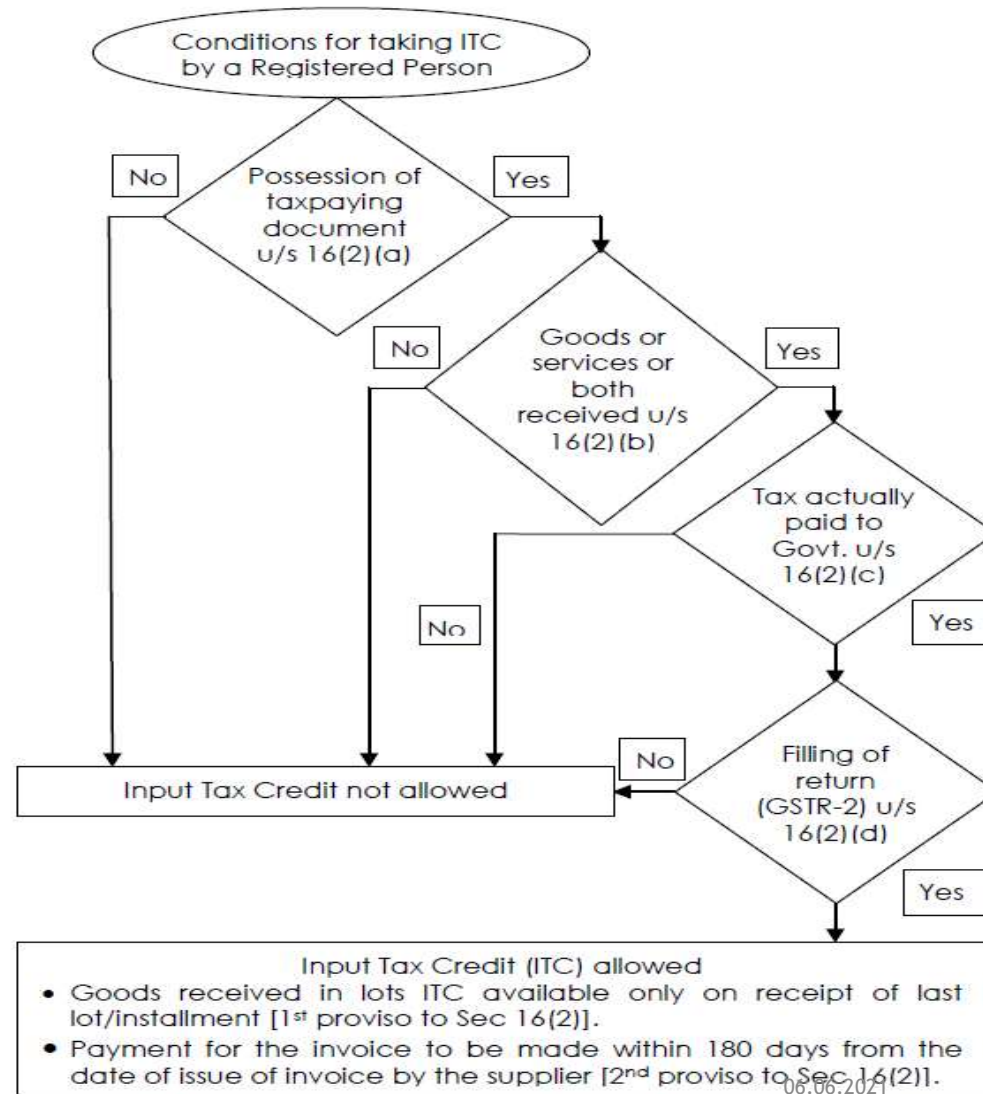 Conditions for taking ITC
by a Registered Person
No
Possession of
taxpaying
document
u/s 16(2)(a)
Yes
No
Goods or
services or
both
received u/s
16(2)(b)
Yes
Tax actually
paid to
Govt. u/s
16(2)(c)
No
Yes
Input Tax Credit not allowed
No
Filling of
return
(GSTR-2) u/s
16(2)(d)
Yes
Input Tax Credit (ITC) allowed
• Goods received in lots ITC available only on receipt of last
lot/installment [1st proviso to Sec 16(2)].
• Payment for the invoice to be made within 180 days from the
date of issue of invoice by the supplier [2nd proviso to Sec 16(2)].
06.06.2021